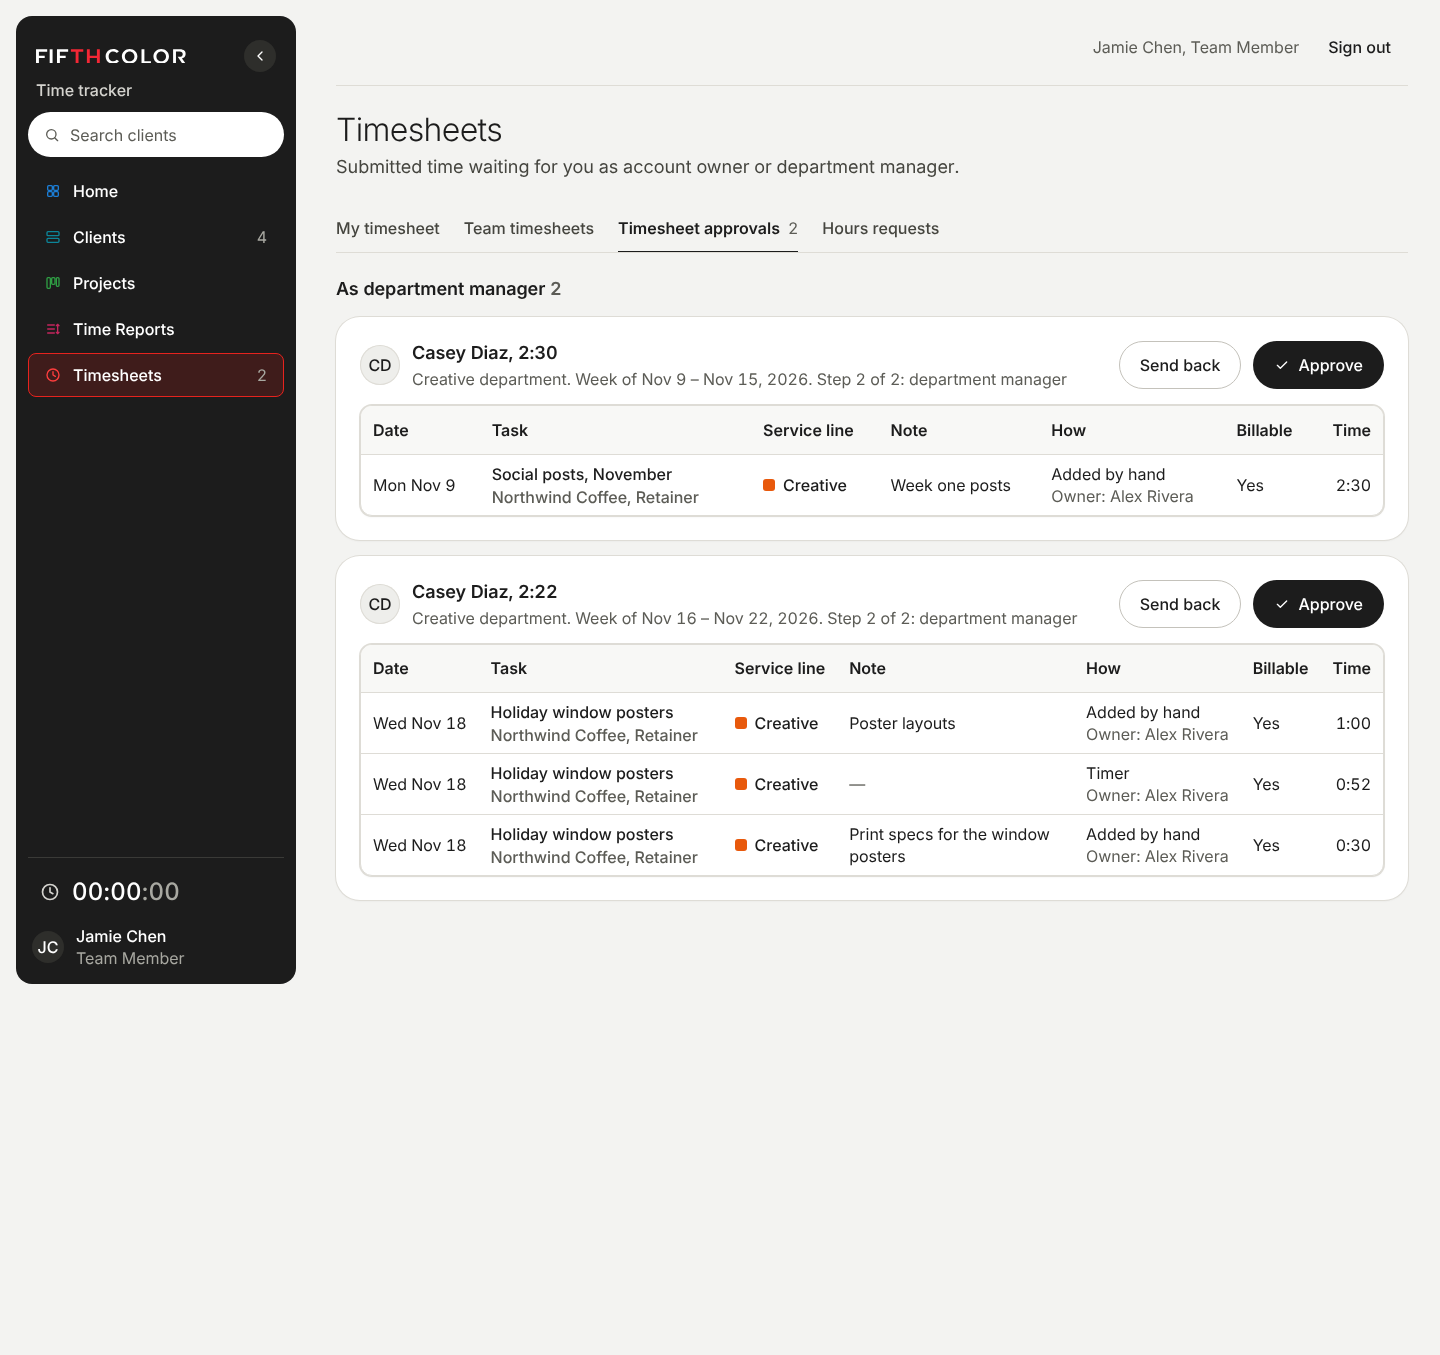 FIFTHCOLOR
Time tracker
Search clients
Home
Clients 4
Projects
Time Reports
Timesheets 2
00:00:00
JC
Jamie Chen
Team Member
Jamie Chen, Team Member Sign out
Timesheets
Submitted time waiting for you as account owner or department manager.
My timesheet Team timesheets Timesheet approvals 2 Hours requests
As department manager 2
CD
Casey Diaz, 2:30
Creative department. Week of Nov 9 – Nov 15, 2026. Step 2 of 2: department manager
Send back Approve
Date Task Service line Note How Billable Time
Mon Nov 9 Social posts, November Creative Week one posts Added by hand Yes 2:30
Northwind Coffee, Retainer Owner: Alex Rivera
CD
Casey Diaz, 2:22
Creative department. Week of Nov 16 – Nov 22, 2026. Step 2 of 2: department manager
Send back Approve
Date Task Service line Note How Billable Time
Wed Nov 18 Holiday window posters Creative Poster layouts Added by hand Yes 1:00
Northwind Coffee, Retainer Owner: Alex Rivera
Wed Nov 18 Holiday window posters Creative — Timer Yes 0:52
Northwind Coffee, Retainer Owner: Alex Rivera
Wed Nov 18 Holiday window posters Creative Print specs for the window Added by hand Yes 0:30
Northwind Coffee, Retainer posters Owner: Alex Rivera